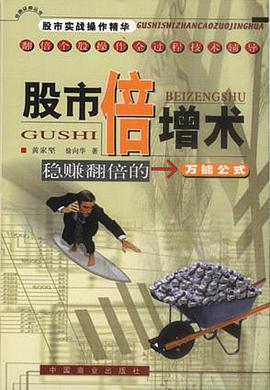 股市实战操作精华
GUSHISHIZHANCAOZUOJINGHUA
翻倍个股操作全过程技术辅导
股市倍增术
GUSHI
BEIZENGSHU
黄家坚 徐向华 著
稳赚翻倍的
万能公式
中国商业出版社